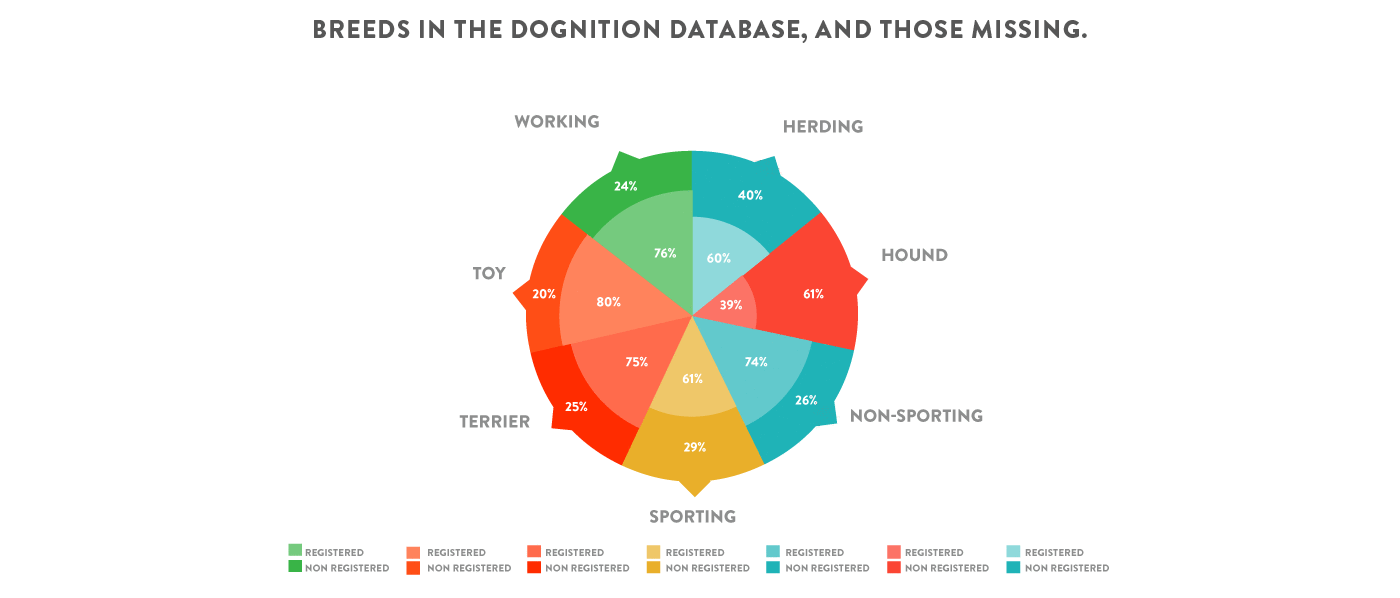 BREEDS IN THE DOGNITION DATABASE, AND THOSE MISSING.
WORKING
HERDING
24%
40%
76%
60%
HOUND
TOY
20%
80%
39%
61%
75%
74%
61%
25%
26%
TERRIER
NON-SPORTING
29%
SPORTING
REGISTERED REGISTERED REGISTERED REGISTERED REGISTERED REGISTERED REGISTERED
NON REGISTERED NON REGISTERED NON REGISTERED NON REGISTERED NON REGISTERED NON REGISTERED NON REGISTERED